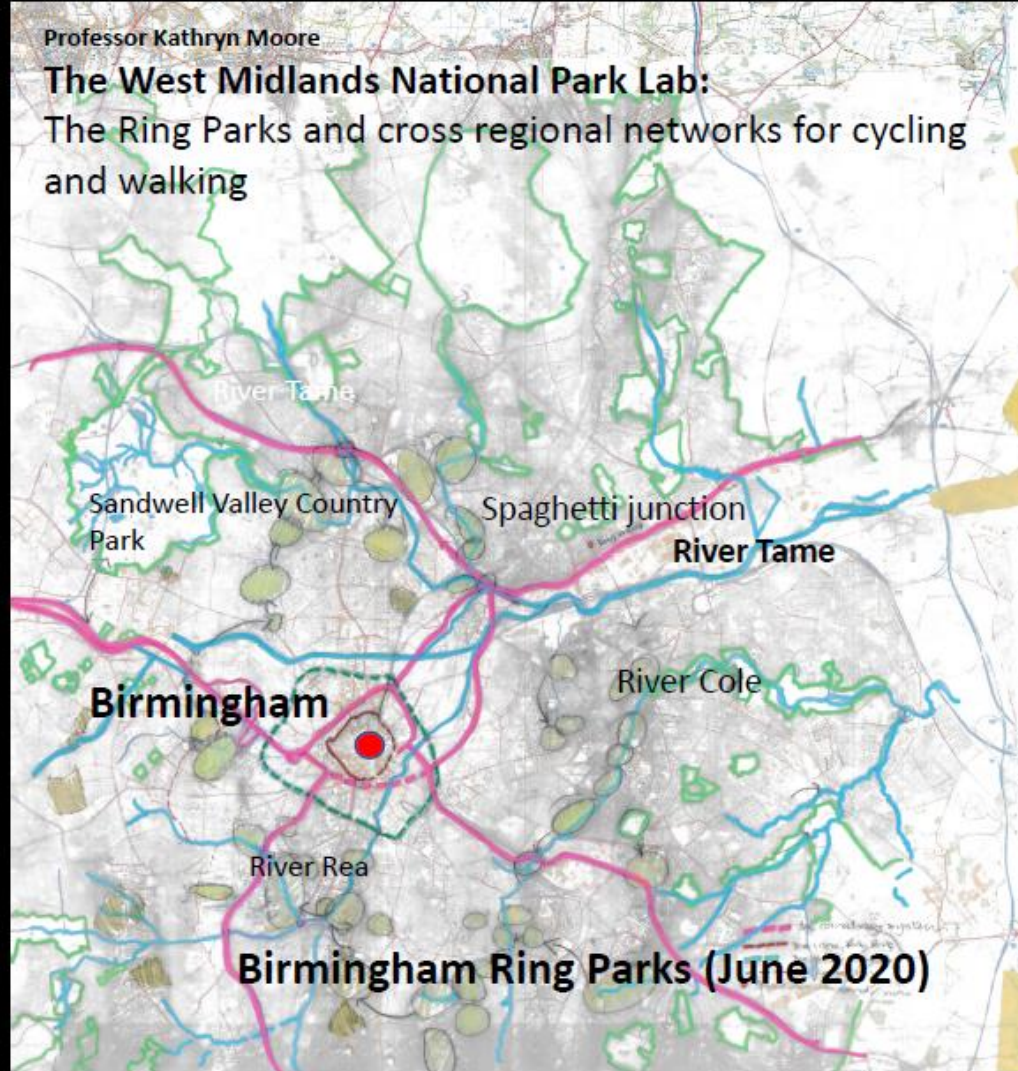 Professor Kathryn Moore
The West Midlands National Park Lab:
The Ring Parks and cross regional networks for cycling
and walking
River Tame
Sandwell Valley Country
Park
Spaghetti junction
River Tame
River Cole
Birmingham
River Rea
Birmingham Ring Parks (June 2020)